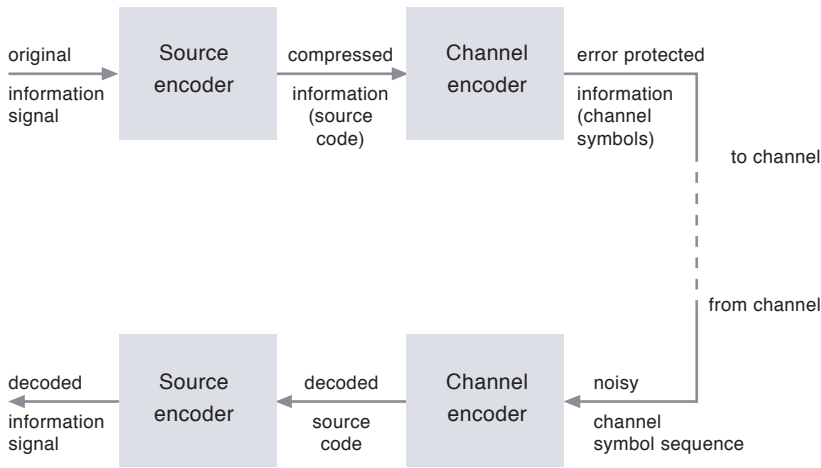 original
information
signal
Source
encoder
compressed
information
(source
code)
Channel
encoder
error protected
information
(channel
symbols)
to channel
from channel
decoded
information
signal
Source
encoder
decoded
source
code
Channel
encoder
noisy
channel
symbol sequence